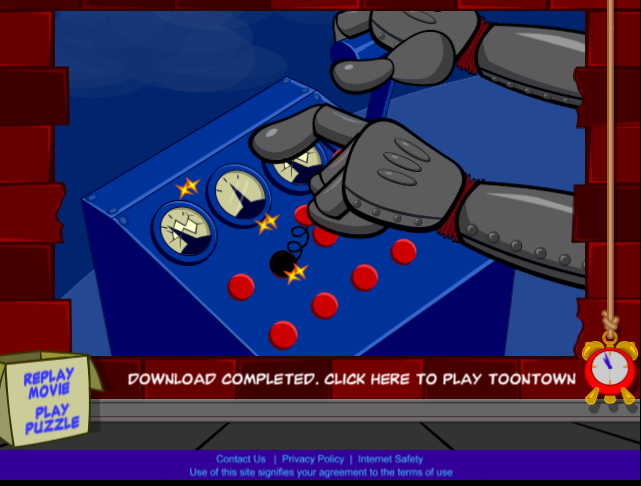 REPLAY
MOVIE
PLAY
PUZZLE
DOWNLOAD COMPLETED. CLICK HERE TO PLAY TOONTOWN
Contact Us | Privacy Policy | Internet Safety
Use of this site signifies your agreement to the terms of use